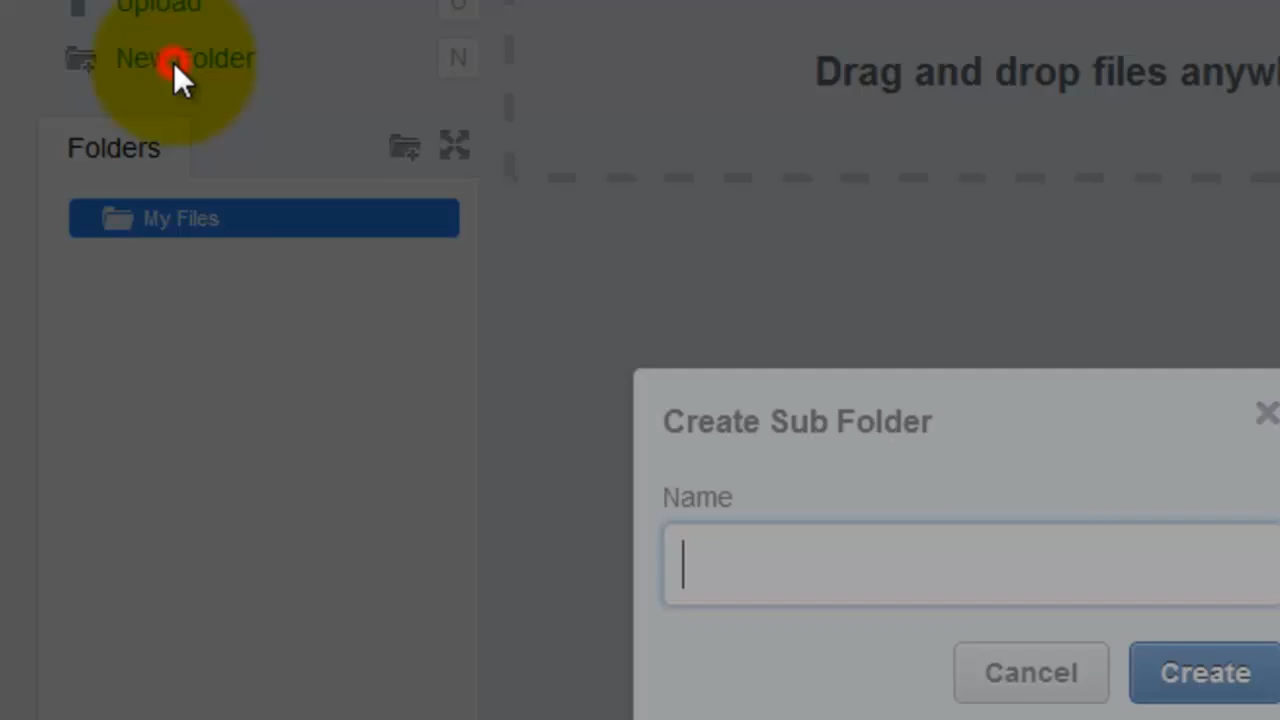 Upload
U
New Folder
N
Drag and drop files anyw
Folders
My Files
Create Sub Folder
Name
Cancel
Create